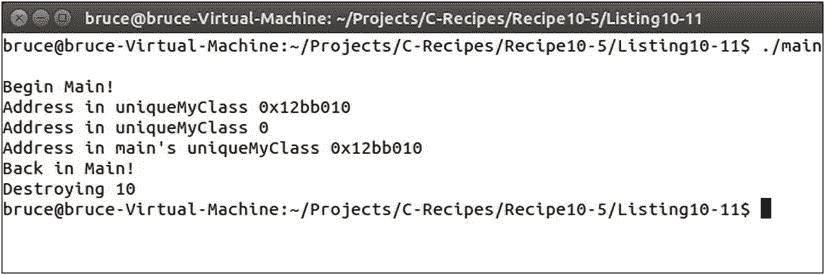 bruce@bruce-Virtual-Machine: ~/Projects/C-Recipes/Recipe10-5/Listing10-11
bruce@bruce-Virtual-Machine:~/Projects/C-Recipes/Recipe10-5/Listing10-11$ ./main
Begin Main!
Address in uniqueMyClass 0x12bb010
Address in uniqueMyClass 0
Address in main's uniqueMyClass 0x12bb010
Back in Main!
Destroying 10
bruce@bruce-Virtual-Machine:~/Projects/C-Recipes/Recipe10-5/Listing10-11$